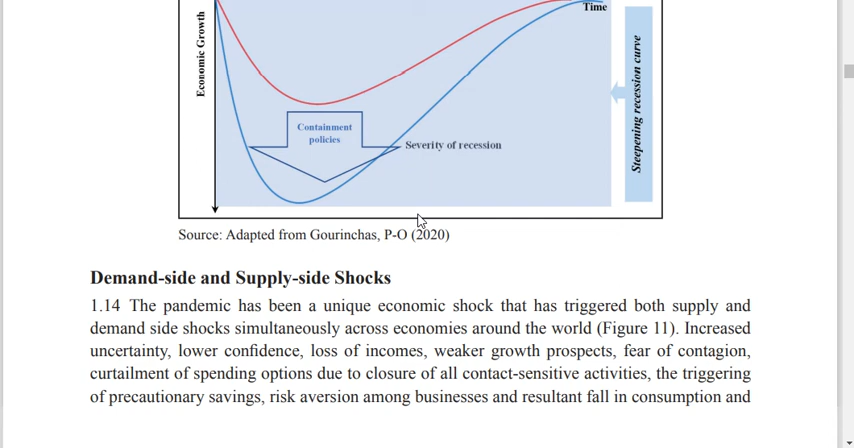 Time
Economic Growth
Steepening recession curve
Containment
policies
Severity of recession
Source: Adapted from Gourinchas, P-O (2020)
Demand-side and Supply-side Shocks
1.14 The pandemic has been a unique economic shock that has triggered both supply and
demand side shocks simultaneously across economies around the world (Figure 11). Increased
uncertainty, lower confidence, loss of incomes, weaker growth prospects, fear of contagion,
curtailment of spending options due to closure of all contact-sensitive activities, the triggering
of precautionary savings, risk aversion among businesses and resultant fall in consumption and